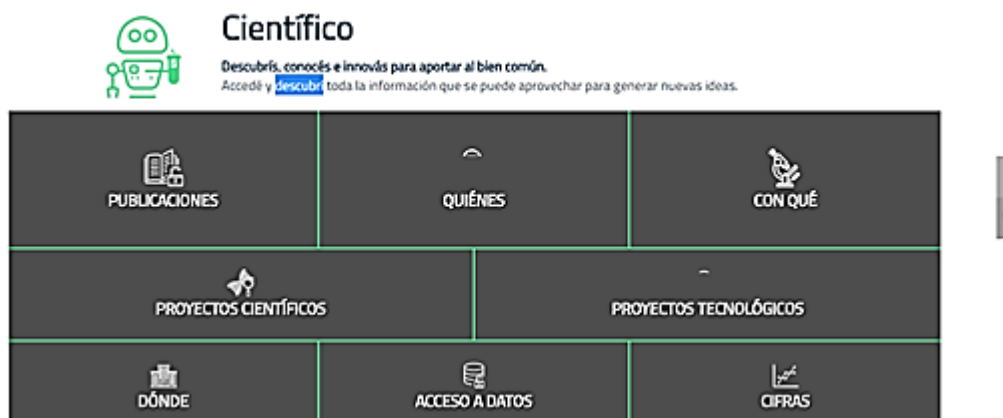 Científico
Descubrís, conocés e innovás para aportar al bien común.
Accedé y descubrí toda la información que se puede aprovechar para generar nuevas ideas.
PUBLICACIONES
QUIÉNES
CON QUÉ
PROYECTOS CIENTÍFICOS
PROYECTOS TECNOLÓGICOS
DÓNDE
ACCESO A DATOS
CIFRAS